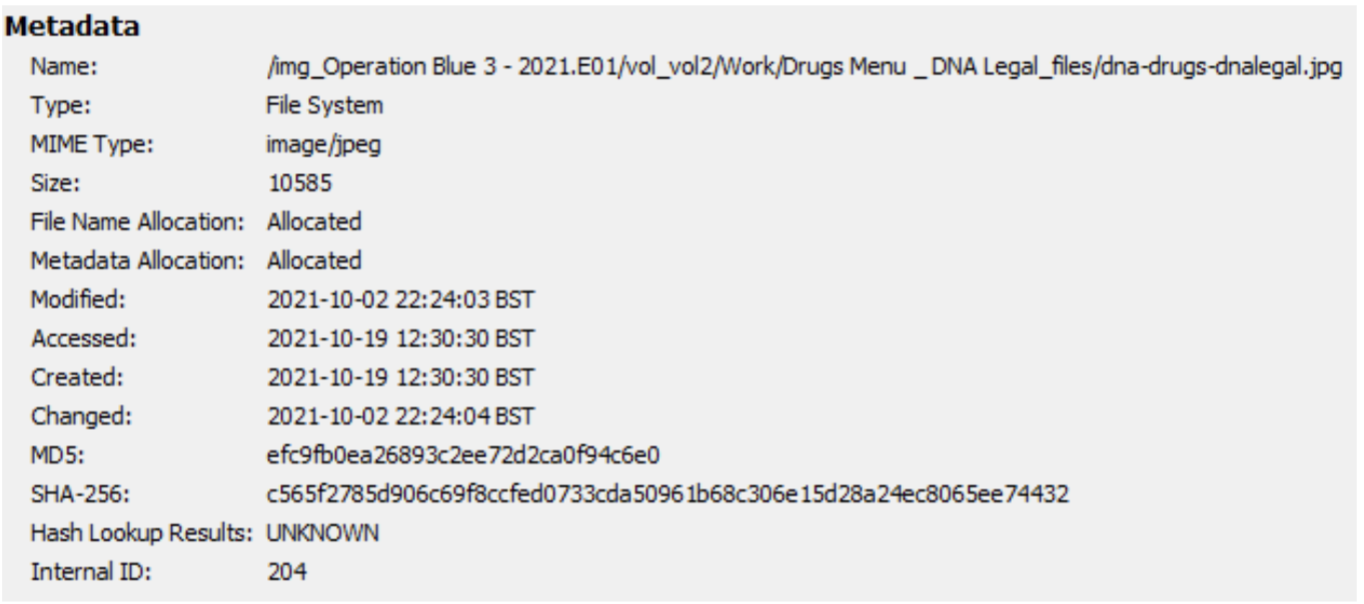 Metadata
Name: /img_Operation Blue 3 - 2021.E01/vol_vol2/Work/Drugs Menu _ DNA Legal_files/dna-drugs-dnalegal.jpg
Type: File System
MIME Type: image/jpeg
Size: 10585
File Name Allocation: Allocated
Metadata Allocation: Allocated
Modified: 2021-10-02 22:24:03 BST
Accessed: 2021-10-19 12:30:30 BST
Created: 2021-10-19 12:30:30 BST
Changed: 2021-10-02 22:24:04 BST
MD5: efc9fb0ea26893c2ee72d2ca0f94c6e0
SHA-256: c565f2785d906c69f8ccfed0733cda50961b68c306e15d28a24ec8065ee74432
Hash Lookup Results: UNKNOWN
Internal ID: 204